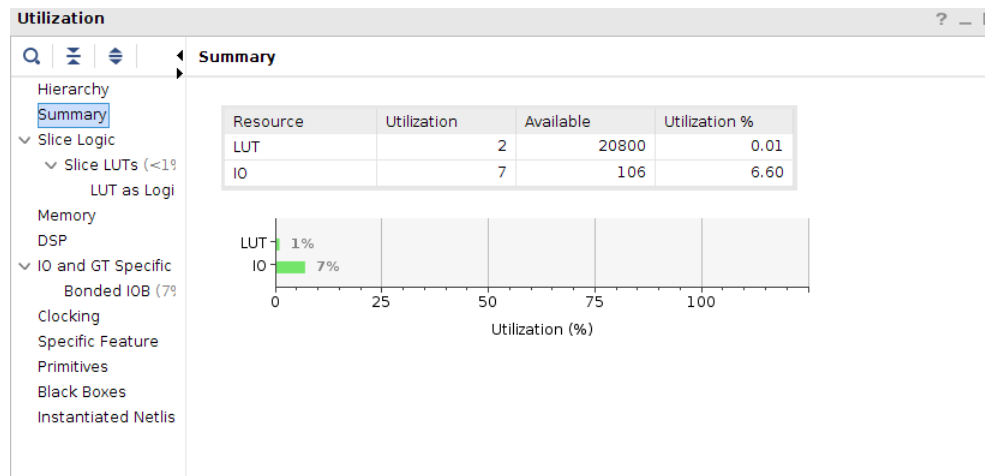 Utilization ? _
Summary
Hierarchy
Summary
Slice Logic
Slice LUTs (<1%
LUT as Logi
Memory
DSP
IO and GT Specific
Bonded IOB (7%
Clocking
Specific Feature
Primitives
Black Boxes
Instantiated Netlis
Resource Utilization Available Utilization %
LUT 2 20800 0.01
IO 7 106 6.60
LUT 1%
IO 7%
0 25 50 75 100
Utilization (%)